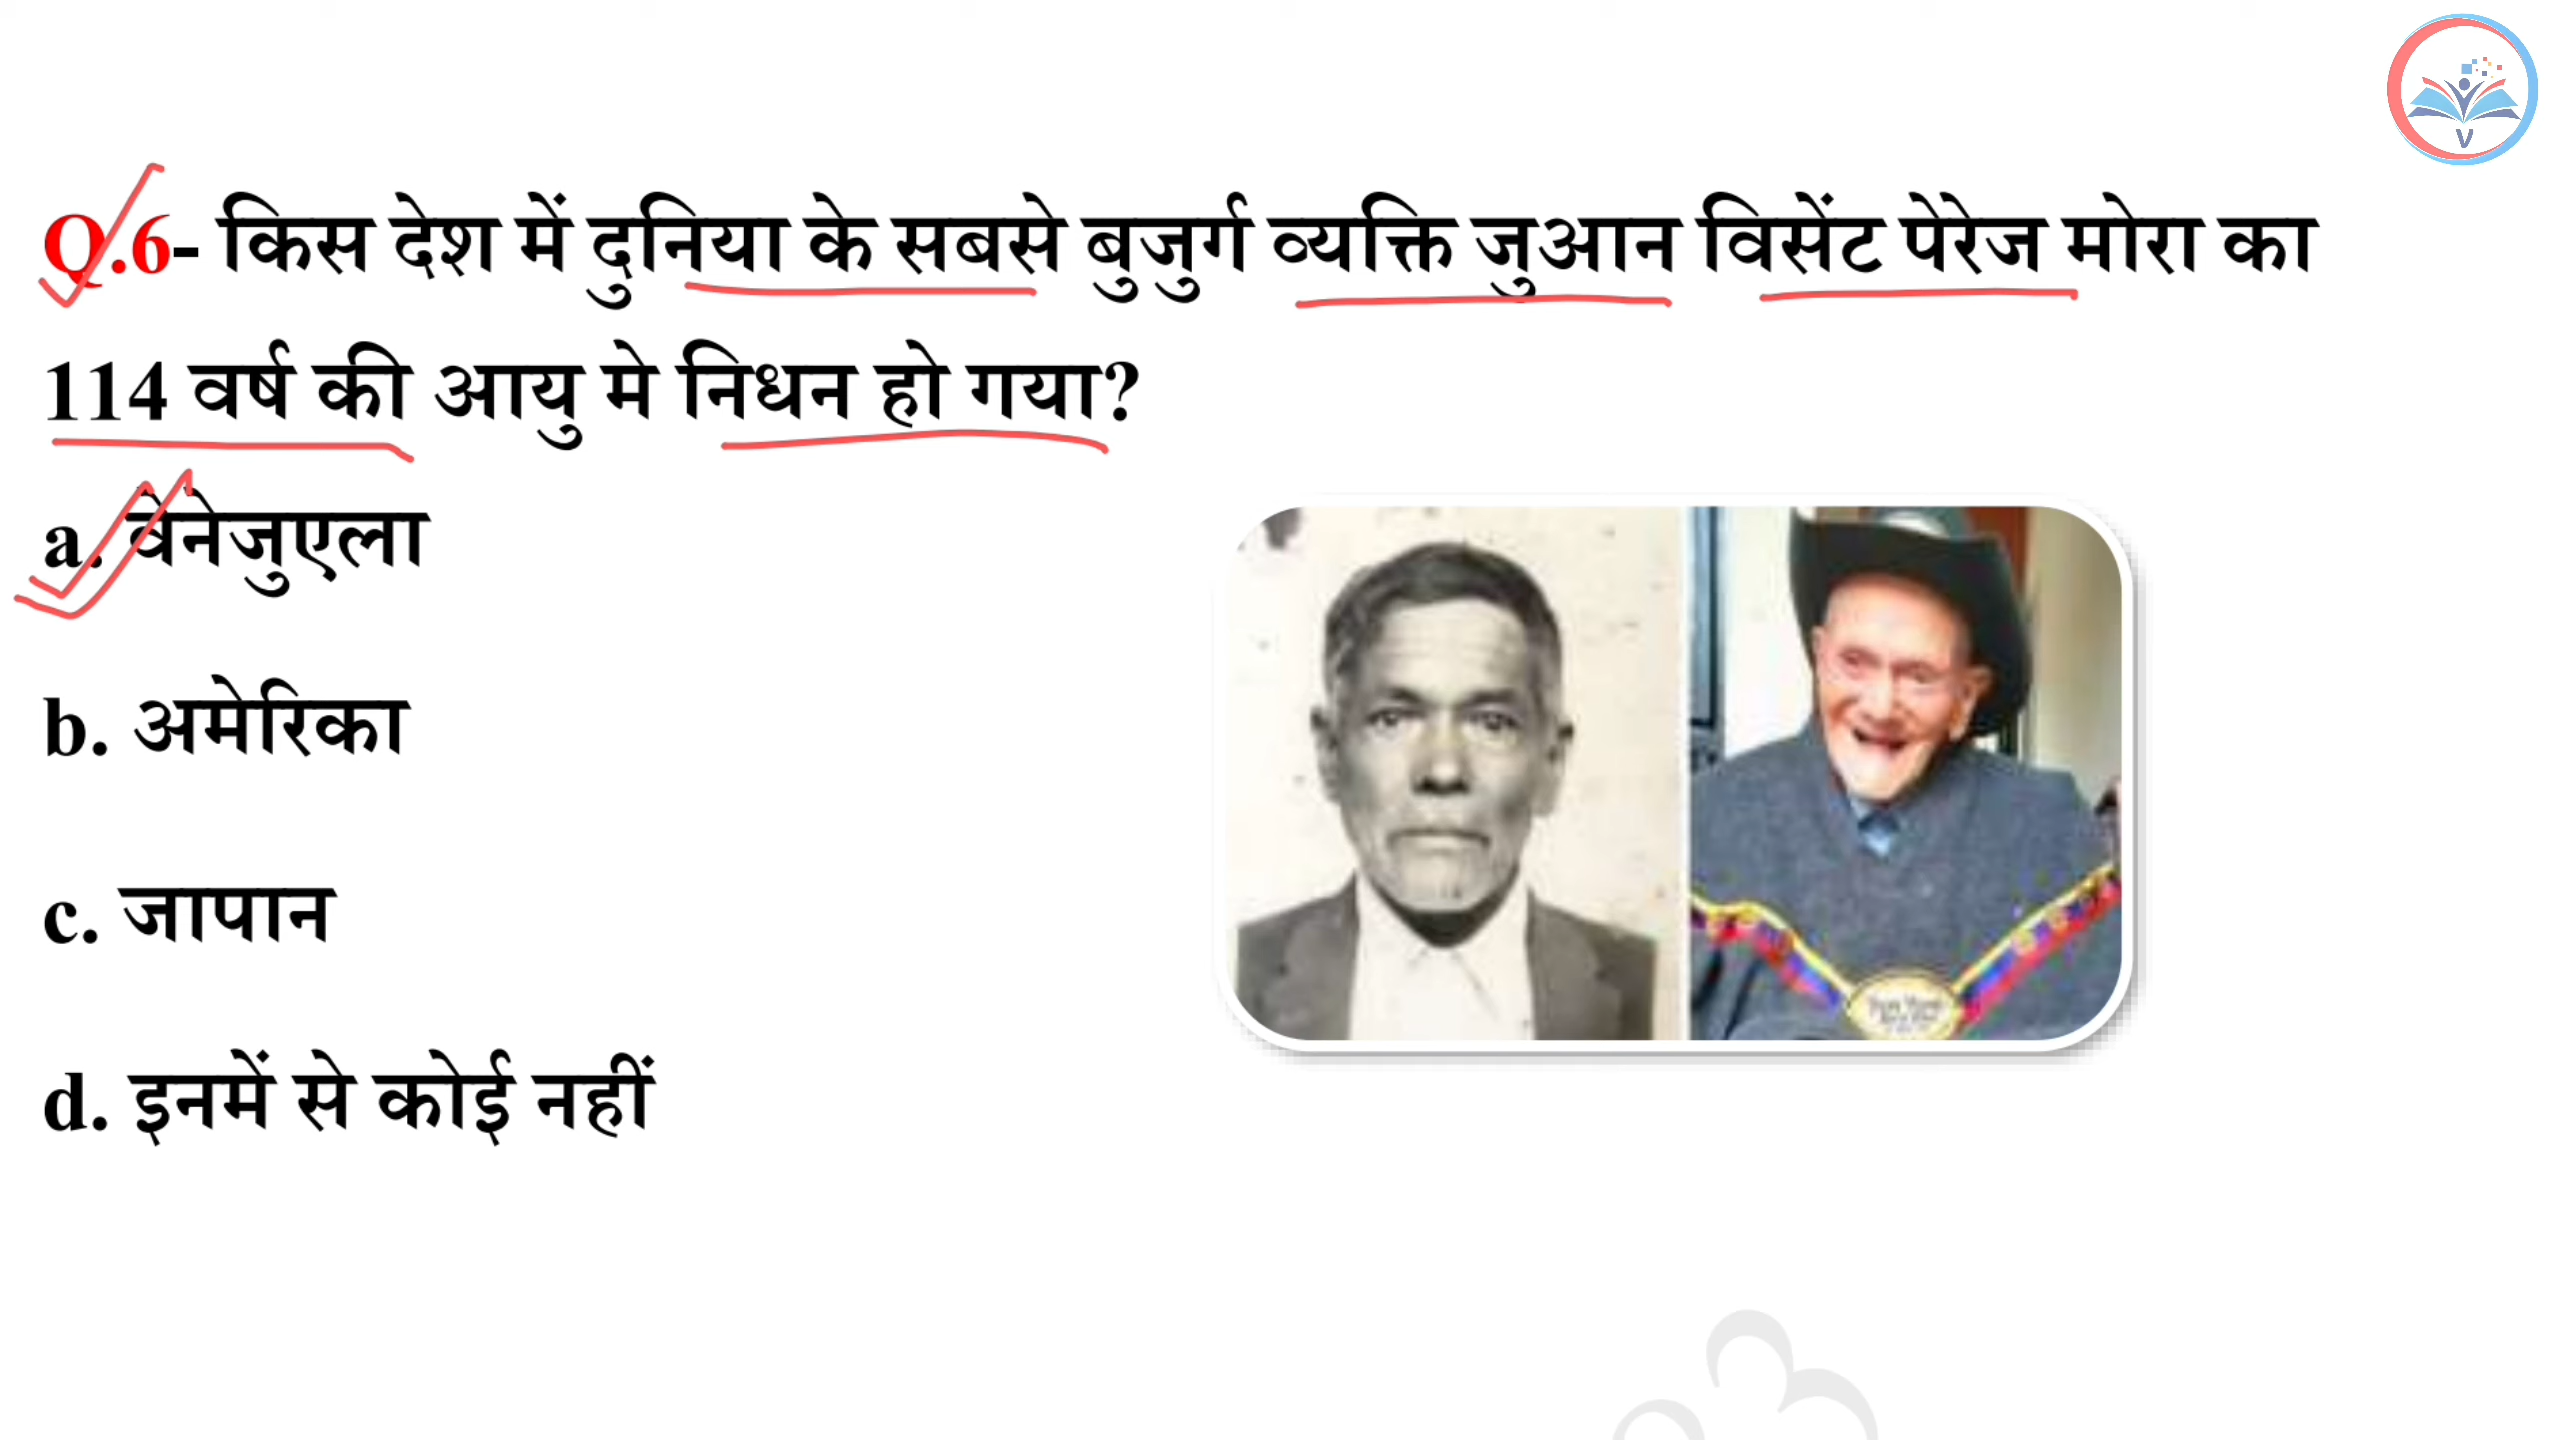 Q.6- किस देश में दुनिया के सबसे बुजुर्ग व्यक्ति जुआन विसेंट पेरेज मोरा का
114 वर्ष की आयु मे निधन हो गया?
a. वेनेजुएला
b. अमेरिका
c. जापान
d. इनमें से कोई नहीं
V